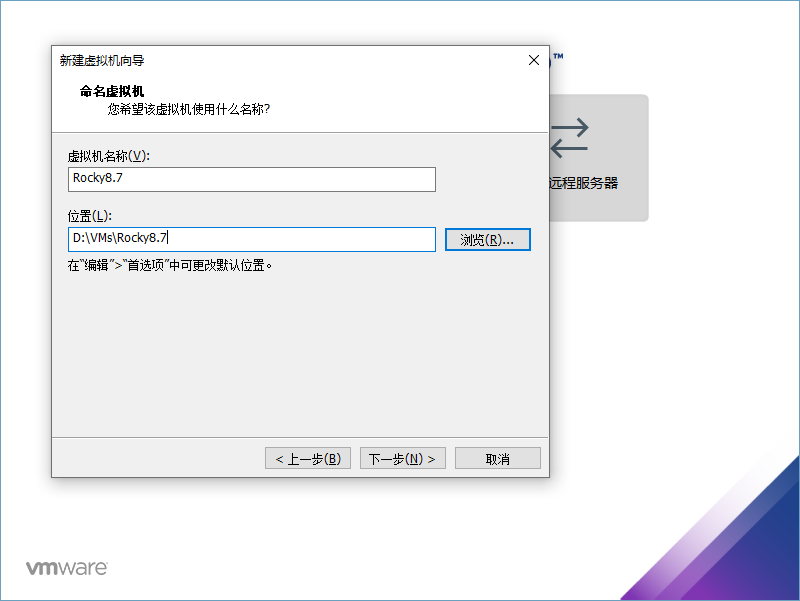 新建虚拟机向导
™
命名虚拟机
您希望该虚拟机使用什么名称?
虚拟机名称(V):
Rocky8.7
远程服务器
位置(L):
D:\VMs\Rocky8.7
浏览(R)...
在“编辑”>“首选项”中可更改默认位置。
< 上一步(B)
下一步(N) >
取消
vmware